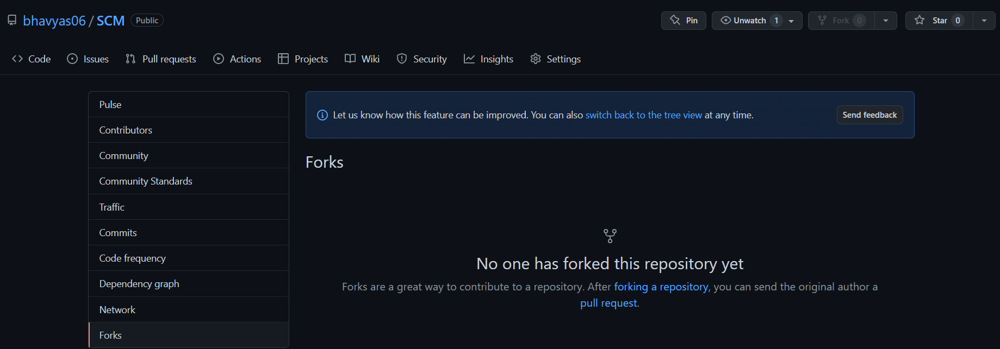 bhavyas06 / SCM Public Pin Unwatch 1 Fork 0 Star 0
Code Issues Pull requests Actions Projects Wiki Security Insights Settings
Pulse
Contributors
Community
Community Standards
Traffic
Commits
Code frequency
Dependency graph
Network
Forks
Let us know how this feature can be improved. You can also switch back to the tree view at any time. Send feedback
Forks
No one has forked this repository yet
Forks are a great way to contribute to a repository. After forking a repository, you can send the original author a
pull request.